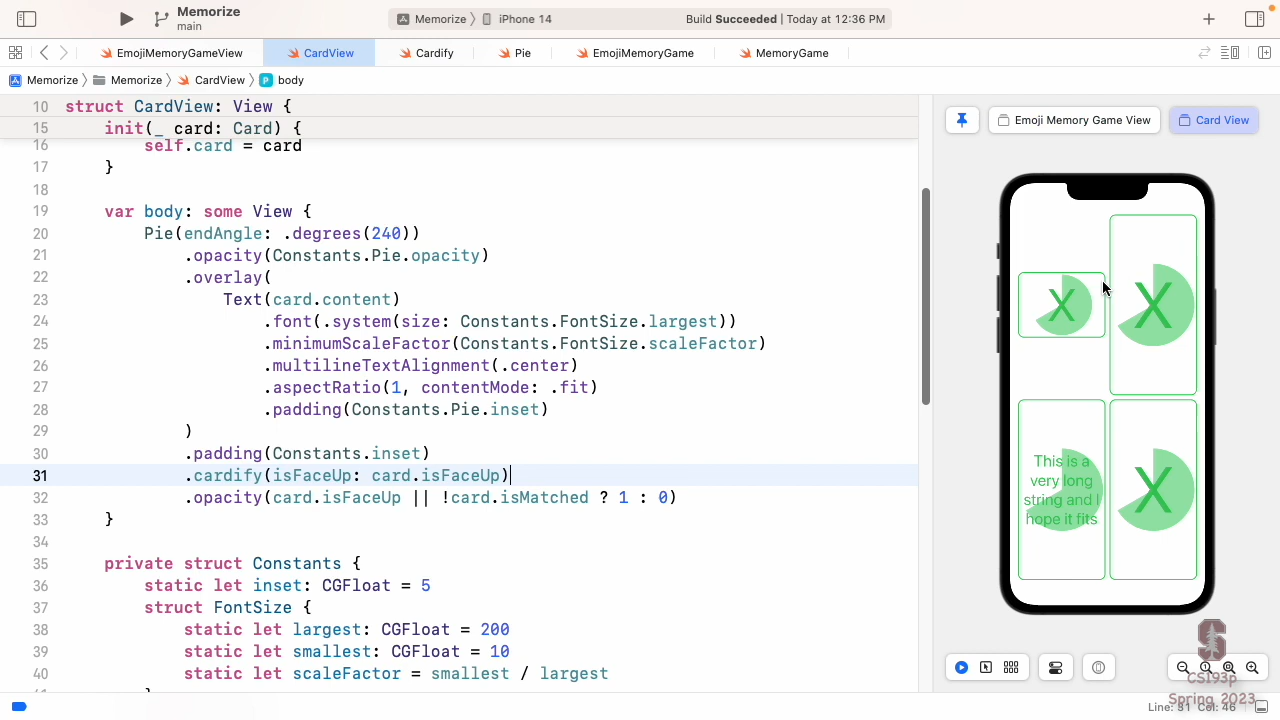 Memorize
main
Memorize 〉 iPhone 14
Build Succeeded | Today at 12:36 PM
EmojiMemoryGameView
CardView
Cardify
Pie
EmojiMemoryGame
MemoryGame
Memorize 〉 Memorize 〉 CardView 〉 P body
10 struct CardView: View {
15 init(_ card: Card) {
16 self.card = card
17 }
18
19 var body: some View {
20 Pie(endAngle: .degrees(240))
21 .opacity(Constants.Pie.opacity)
22 .overlay(
23 Text(card.content)
24 .font(.system(size: Constants.FontSize.largest))
25 .minimumScaleFactor(Constants.FontSize.scaleFactor)
26 .multilineTextAlignment(.center)
27 .aspectRatio(1, contentMode: .fit)
28 .padding(Constants.Pie.inset)
29 )
30 .padding(Constants.inset)
31 .cardify(isFaceUp: card.isFaceUp)
32 .opacity(card.isFaceUp || !card.isMatched ? 1 : 0)
33 }
34
35 private struct Constants {
36 static let inset: CGFloat = 5
37 struct FontSize {
38 static let largest: CGFloat = 200
39 static let smallest: CGFloat = 10
40 static let scaleFactor = smallest / largest
Emoji Memory Game View
Card View
X
X
This is a
very long
string and I
hope it fits
X
CS193p
Spring 2023
Line: 31 Col: 46